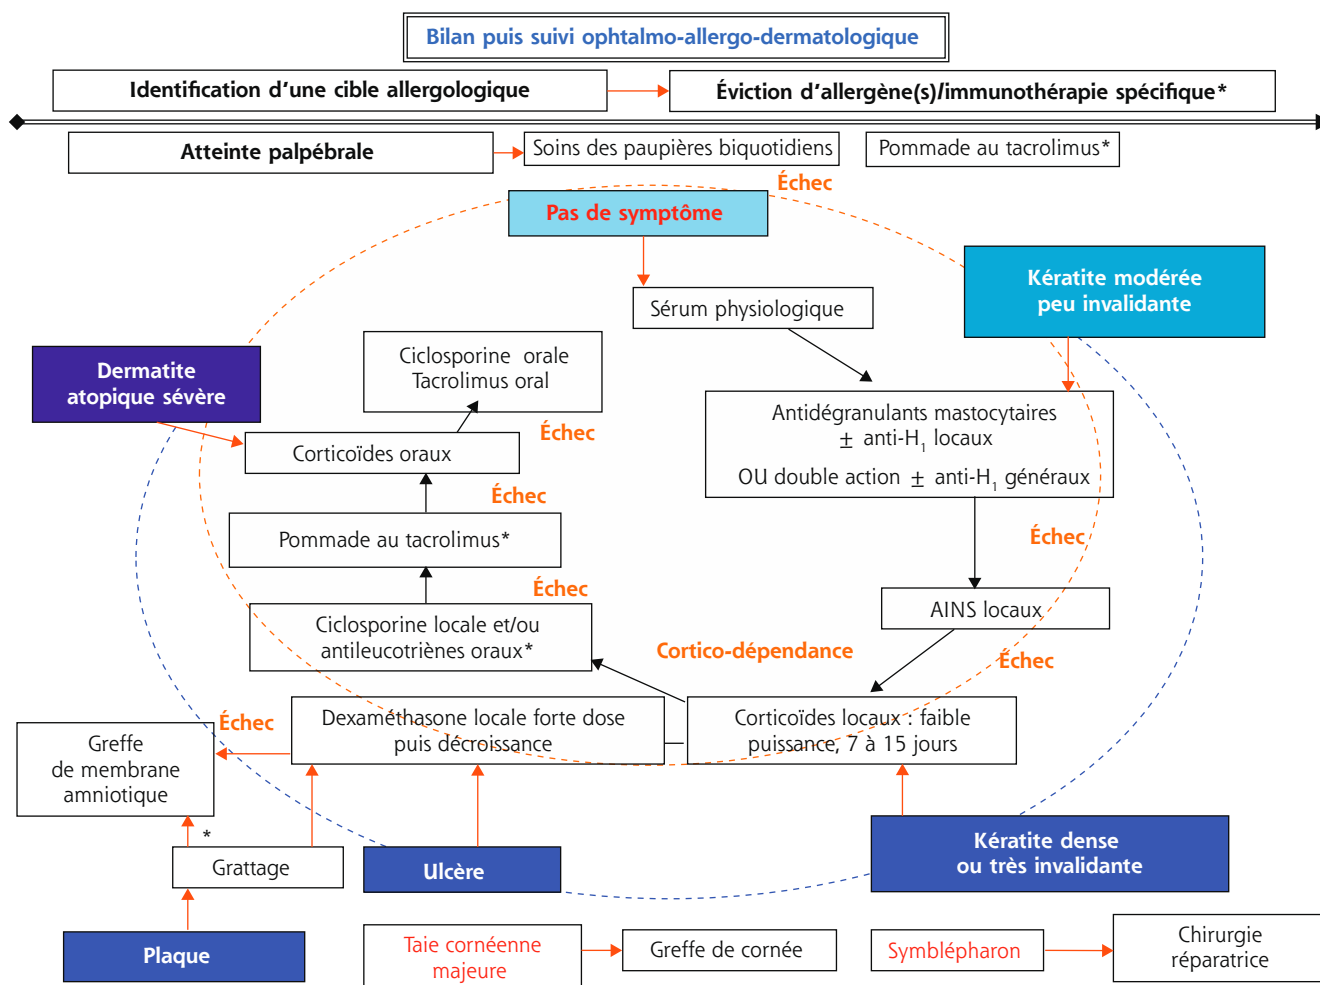 Bilan puis suivi ophtalmo-allergo-dermatologique
Identification d'une cible allergologique
Éviction d'allergène(s)/immunothérapie spécifique*
Atteinte palpébrale
Soins des paupières biquotidiens
Pommade au tacrolimus*
Échec
Pas de symptôme
Kératite modérée
peu invalidante
Sérum physiologique
Dermatite
atopique sévère
Ciclosporine orale
Tacrolimus oral
Antidégranulants mastocytaires
± anti-H₁ locaux
OU double action ± anti-H₁ généraux
Échec
Corticoïdes oraux
Échec
Pommade au tacrolimus*
Échec
Échec
AINS locaux
Ciclosporine locale et/ou
antileucotriènes oraux*
Cortico-dépendance
Échec
Dexaméthasone locale forte dose
puis décroissance
Corticoïdes locaux : faible
puissance, 7 à 15 jours
Échec
Greffe
de membrane
amniotique
*
Grattage
Ulcère
Kératite dense
ou très invalidante
Plaque
Taie cornéenne
majeure
Greffe de cornée
Symblépharon
Chirurgie
réparatrice